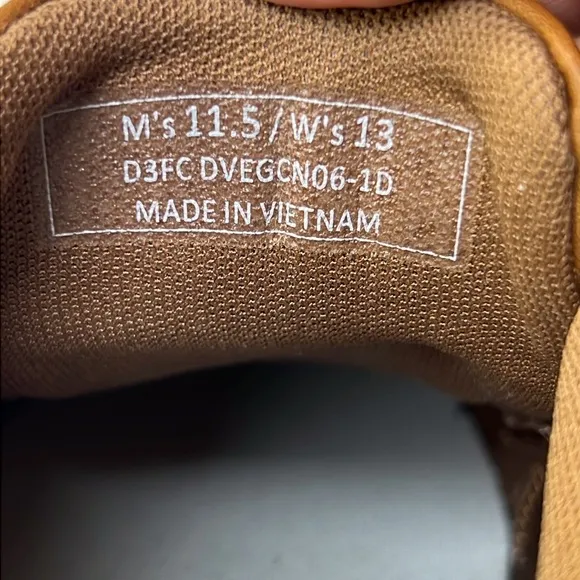 M's 11.5 / W's 13
D3FC DVEGCN06-1D
MADE IN VIETNAM